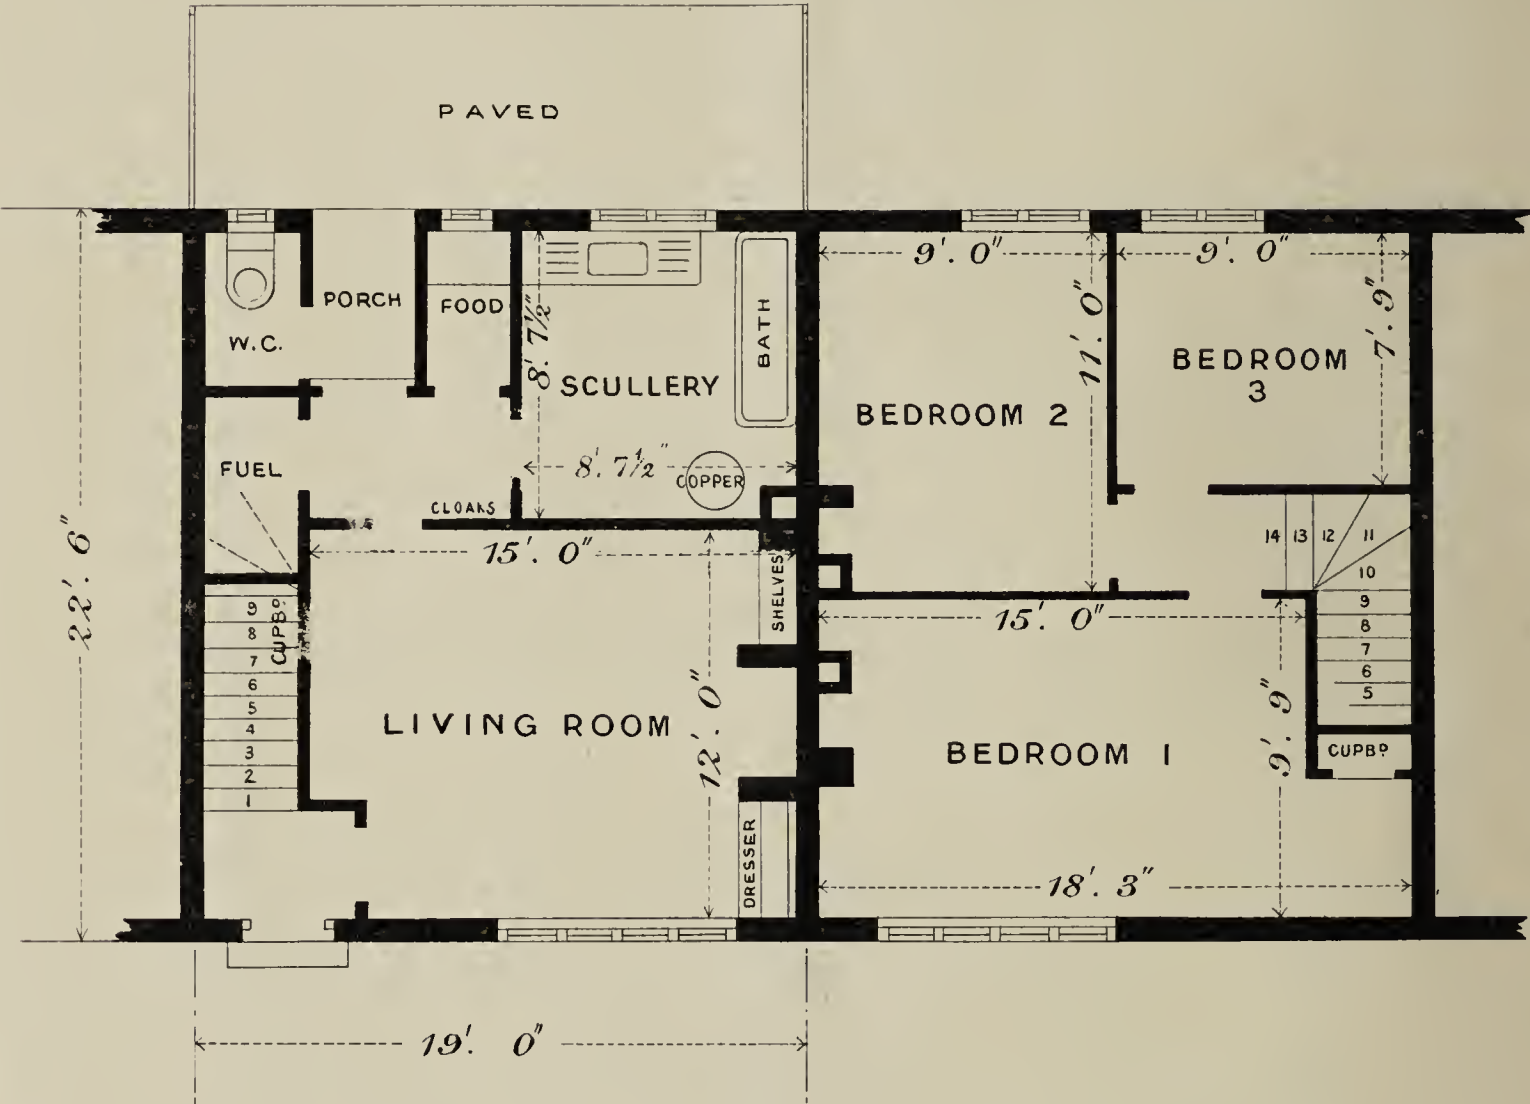 PAVED
W.C.
PORCH
FOOD
8'. 7½"
SCULLERY
BATH
8'. 7½"
COPPER
FUEL
CLOAKS
22'. 6"
15'. 0"
SHELVES
CUPBD.
9
8
7
6
5
4
3
2
1
LIVING ROOM
12'. 0"
DRESSER
19'. 0"
9'. 0"
9'. 0"
11'. 0"
7'. 9"
BEDROOM 2
BEDROOM
3
14 13 12 11
10
9
8
7
6
5
15'. 0"
9'. 9"
BEDROOM 1
CUPBD.
18'. 3"